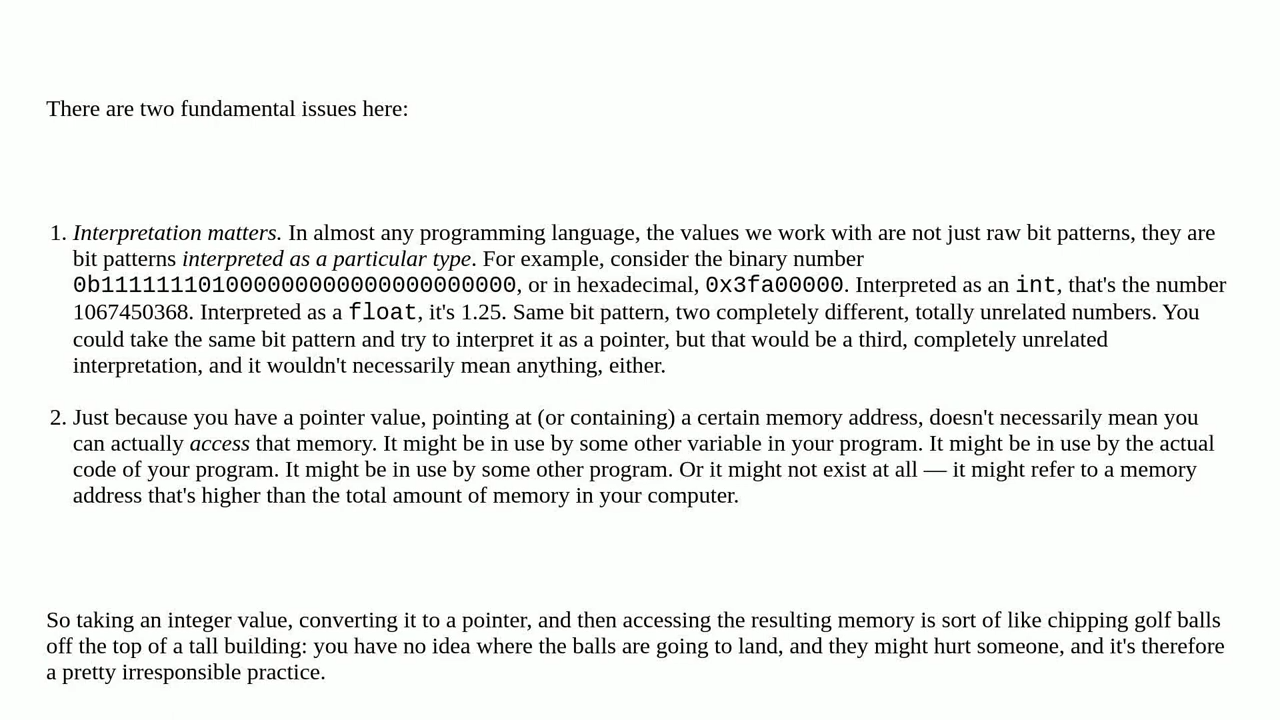 There are two fundamental issues here:
1. Interpretation matters. In almost any programming language, the values we work with are not just raw bit patterns, they are
bit patterns interpreted as a particular type. For example, consider the binary number
0b111111101000000000000000000000, or in hexadecimal, 0x3fa00000. Interpreted as an int, that's the number
1067450368. Interpreted as a float, it's 1.25. Same bit pattern, two completely different, totally unrelated numbers. You
could take the same bit pattern and try to interpret it as a pointer, but that would be a third, completely unrelated
interpretation, and it wouldn't necessarily mean anything, either.
2. Just because you have a pointer value, pointing at (or containing) a certain memory address, doesn't necessarily mean you
can actually access that memory. It might be in use by some other variable in your program. It might be in use by the actual
code of your program. It might be in use by some other program. Or it might not exist at all — it might refer to a memory
address that's higher than the total amount of memory in your computer.
So taking an integer value, converting it to a pointer, and then accessing the resulting memory is sort of like chipping golf balls
off the top of a tall building: you have no idea where the balls are going to land, and they might hurt someone, and it's therefore
a pretty irresponsible practice.